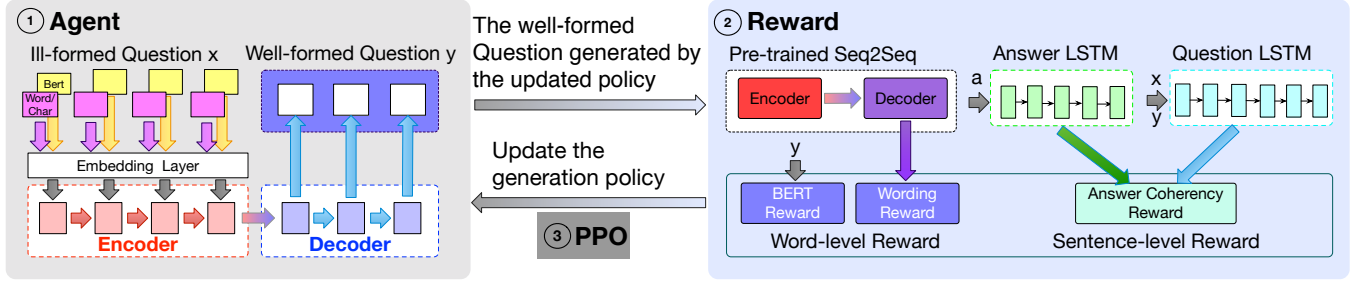 1 Agent
Ill-formed Question x
Well-formed Question y
Bert
Word/
Char
Embedding Layer
Encoder
Decoder
The well-formed
Question generated by
the updated policy
Update the
generation policy
3 PPO
2 Reward
Pre-trained Seq2Seq
Answer LSTM
Question LSTM
Encoder
Decoder
a
x
y
y
BERT
Reward
Wording
Reward
Answer Coherency
Reward
Word-level Reward
Sentence-level Reward